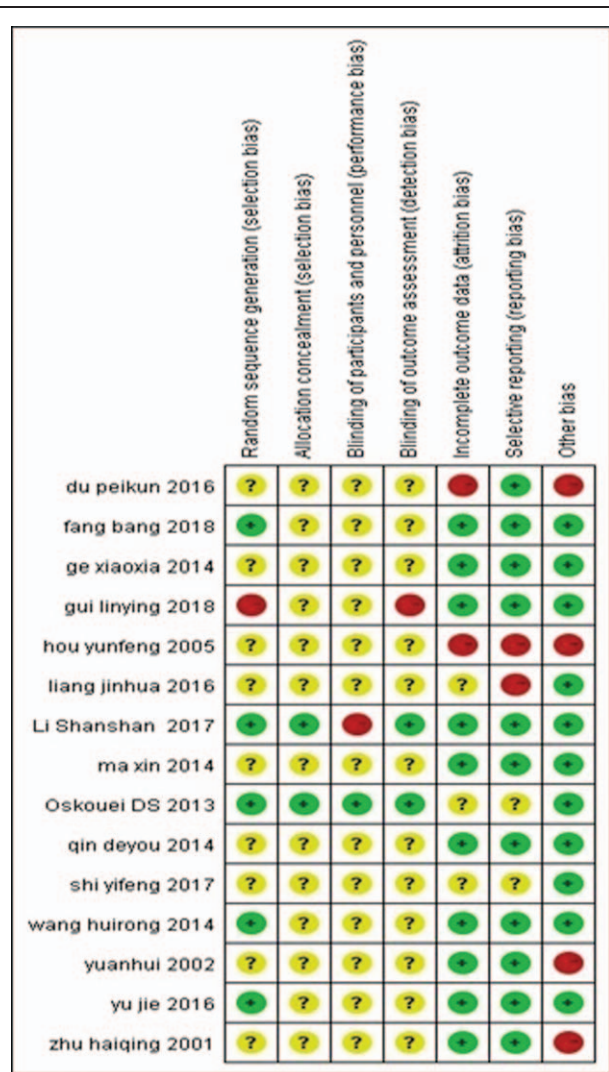 Random sequence generation (selection bias)
Allocation concealment (selection bias)
Blinding of participants and personnel (performance bias)
Blinding of outcome assessment (detection bias)
Incomplete outcome data (attrition bias)
Selective reporting (reporting bias)
Other bias
du peikun 2016 ? ? ? ? - + -
fang bang 2018 + ? ? ? + + +
ge xiaoxia 2014 ? ? ? ? + + +
gui linying 2018 - ? ? - + + +
hou yunfeng 2005 ? ? ? ? - - -
liang jinhua 2016 ? ? ? ? ? - +
Li Shanshan 2017 + + - + + + +
ma xin 2014 ? ? ? ? + + +
Oskouei DS 2013 + + + + ? ? +
qin deyou 2014 ? ? ? ? + + +
shi yifeng 2017 ? ? ? ? ? ? +
wang huirong 2014 + ? ? ? + + +
yuanhui 2002 ? ? ? ? + + -
yu jie 2016 + ? ? ? + + +
zhu haiqing 2001 ? ? ? ? + + -